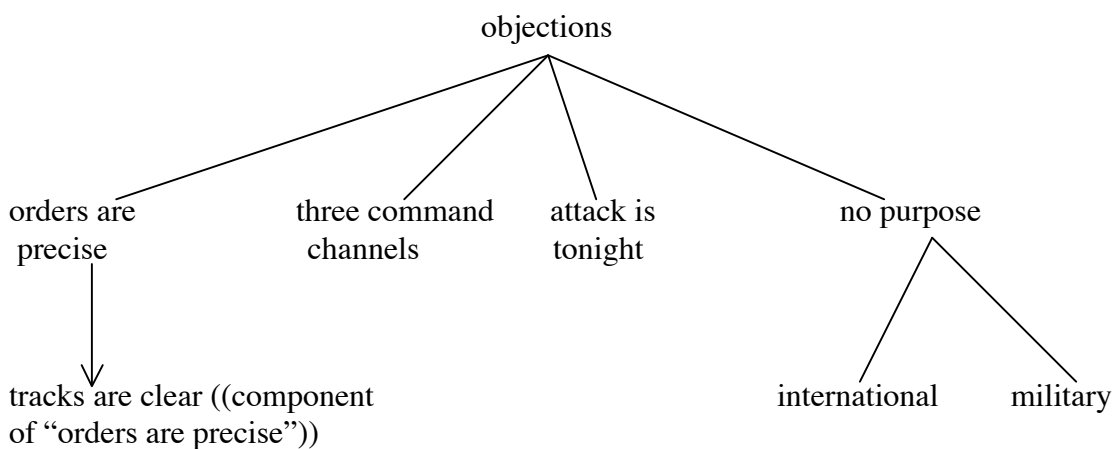 objections
orders are
precise
three command
channels
attack is
tonight
no purpose
tracks are clear ((component
of “orders are precise”))
international
military